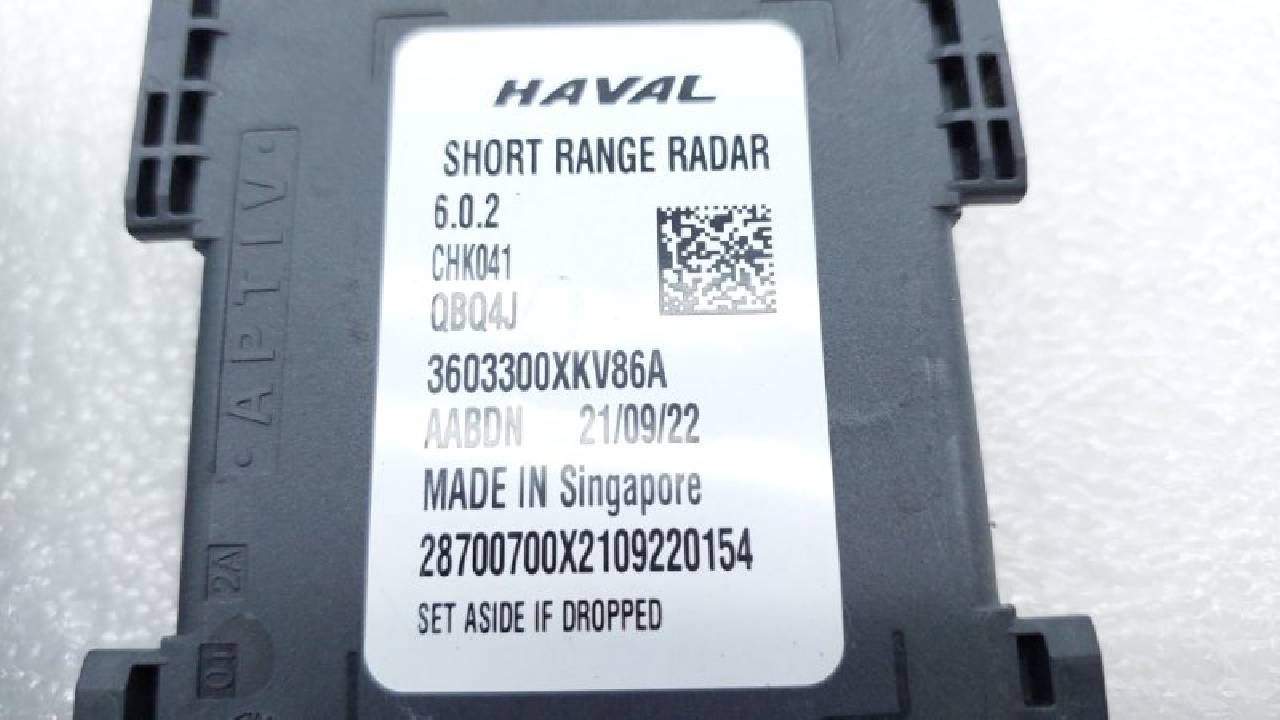 HAVAL
SHORT RANGE RADAR
6.0.2
CHK041
QBQ4J
3603300XKV86A
AABDN 21/09/22
MADE IN Singapore
28700700X2109220154
SET ASIDE IF DROPPED
· APTIV ·
2A
01